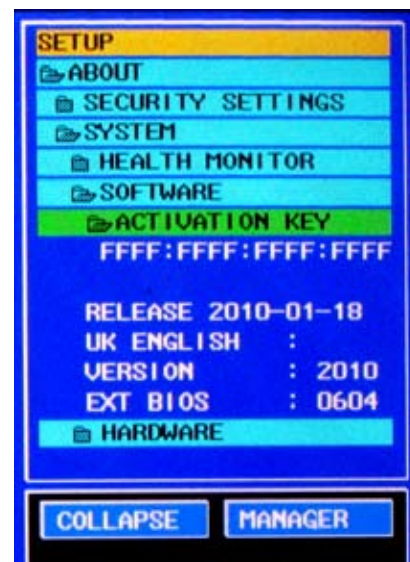 SETUP
ABOUT
SECURITY SETTINGS
SYSTEM
HEALTH MONITOR
SOFTWARE
ACTIVATION KEY
FFFF:FFFF:FFFF:FFFF
RELEASE 2010-01-18
UK ENGLISH :
VERSION : 2010
EXT BIOS : 0604
HARDWARE
COLLAPSE MANAGER